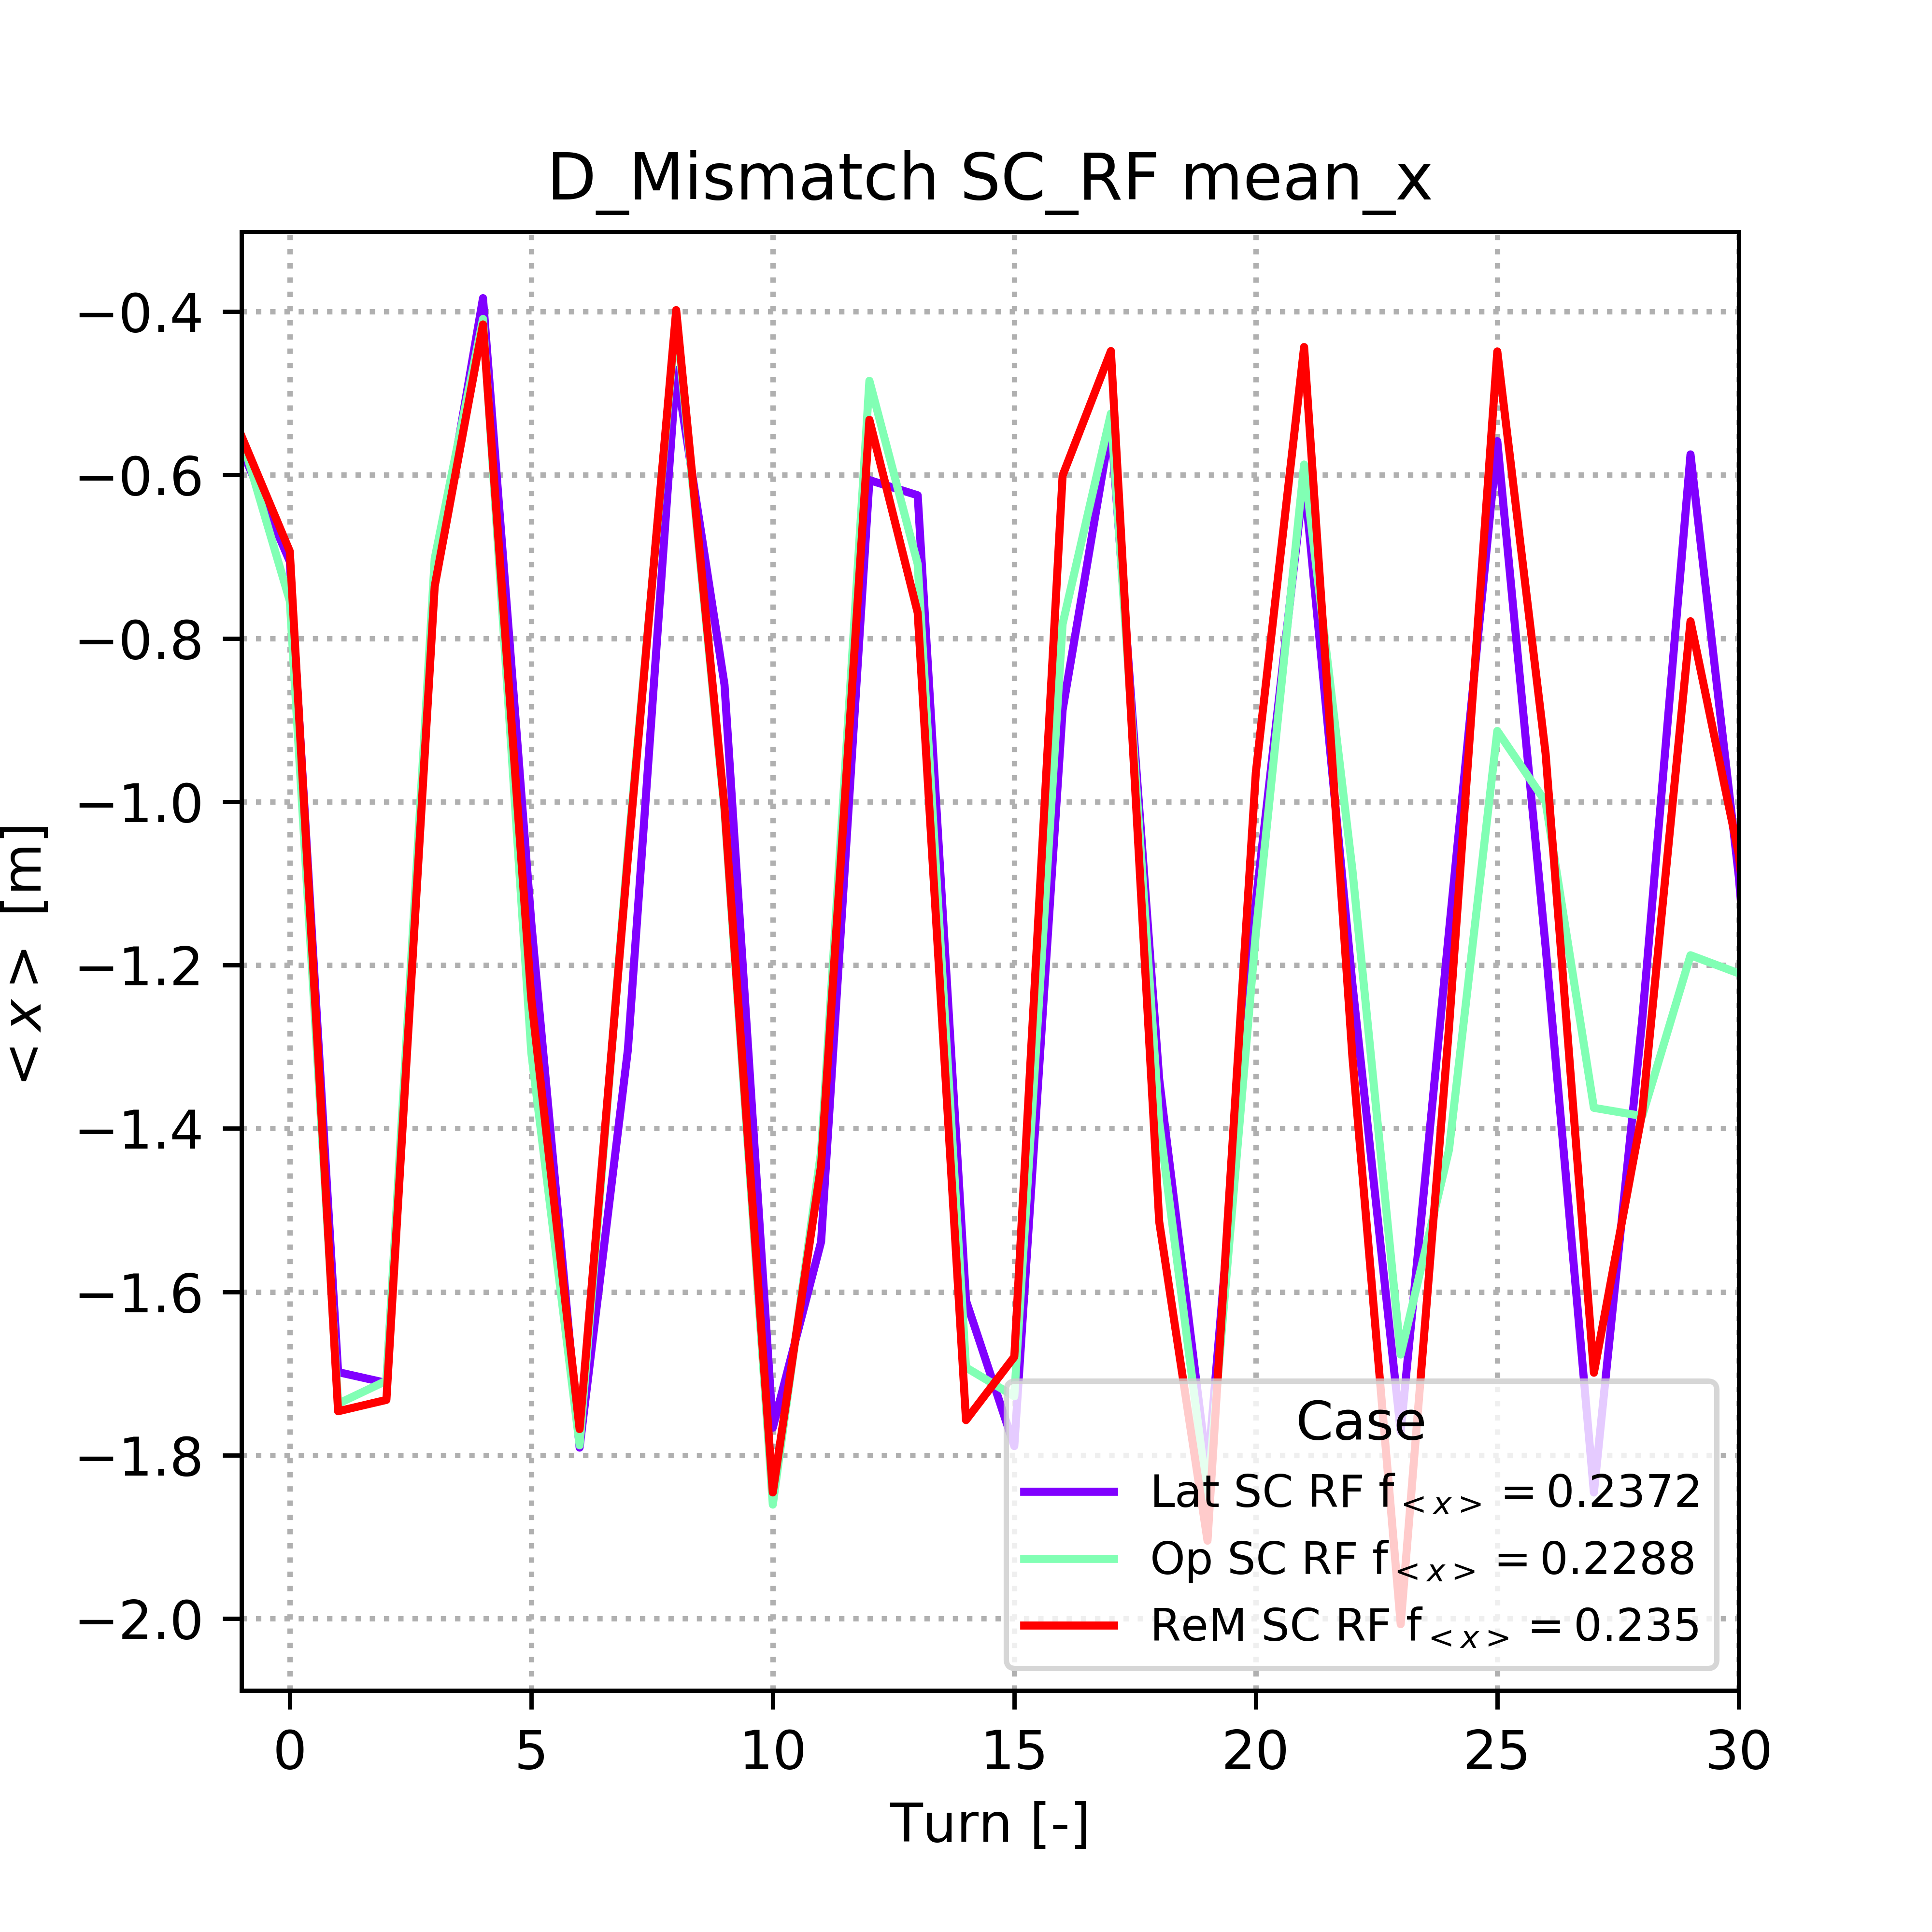 D_Mismatch SC_RF mean_x
−0.4
−0.6
−0.8
−1.0
−1.2
−1.4
−1.6
−1.8
−2.0
<x> [m]
Case
Lat SC RF f<x> = 0.2372
Op SC RF f<x> = 0.2288
ReM SC RF f<x> = 0.235
0 5 10 15 20 25 30
Turn [-]